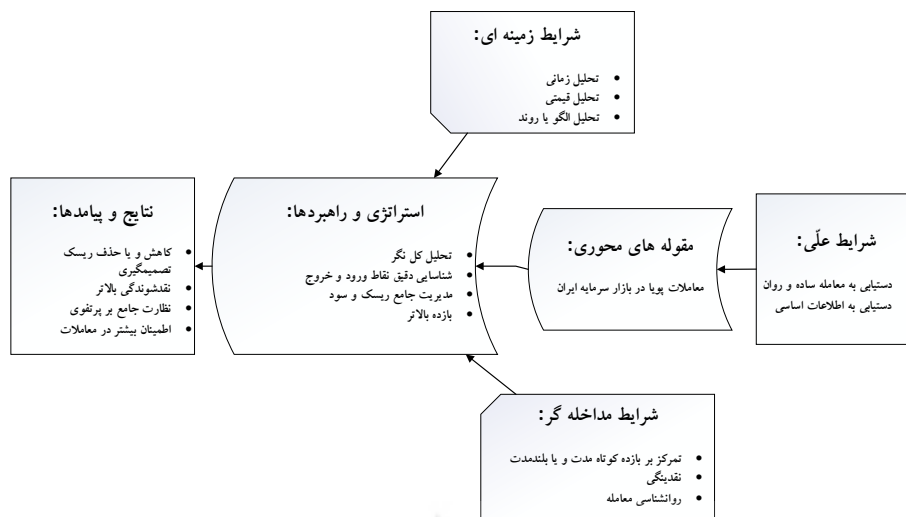 شرایط زمینه ای:
• تحلیل زمانی
• تحلیل قیمتی
• تحلیل الگو یا روند
شرایط علّی:
دستیابی به معامله ساده و روان
دستیابی به اطلاعات اساسی
مقوله های محوری:
معاملات پویا در بازار سرمایه ایران
استراتژی و راهبردها:
• تحلیل کل نگر
• شناسایی دقیق نقاط ورود و خروج
• مدیریت جامع ریسک و سود
• بازده بالاتر
نتایج و پیامدها:
• کاهش و یا حذف ریسک
تصمیمگیری
• نقدشوندگی بالاتر
• نظارت جامع بر پرتفوی
• اطمینان بیشتر در معاملات
شرایط مداخله گر:
• تمرکز بر بازده کوتاه مدت و یا بلندمدت
• نقدینگی
• روانشناسی معامله